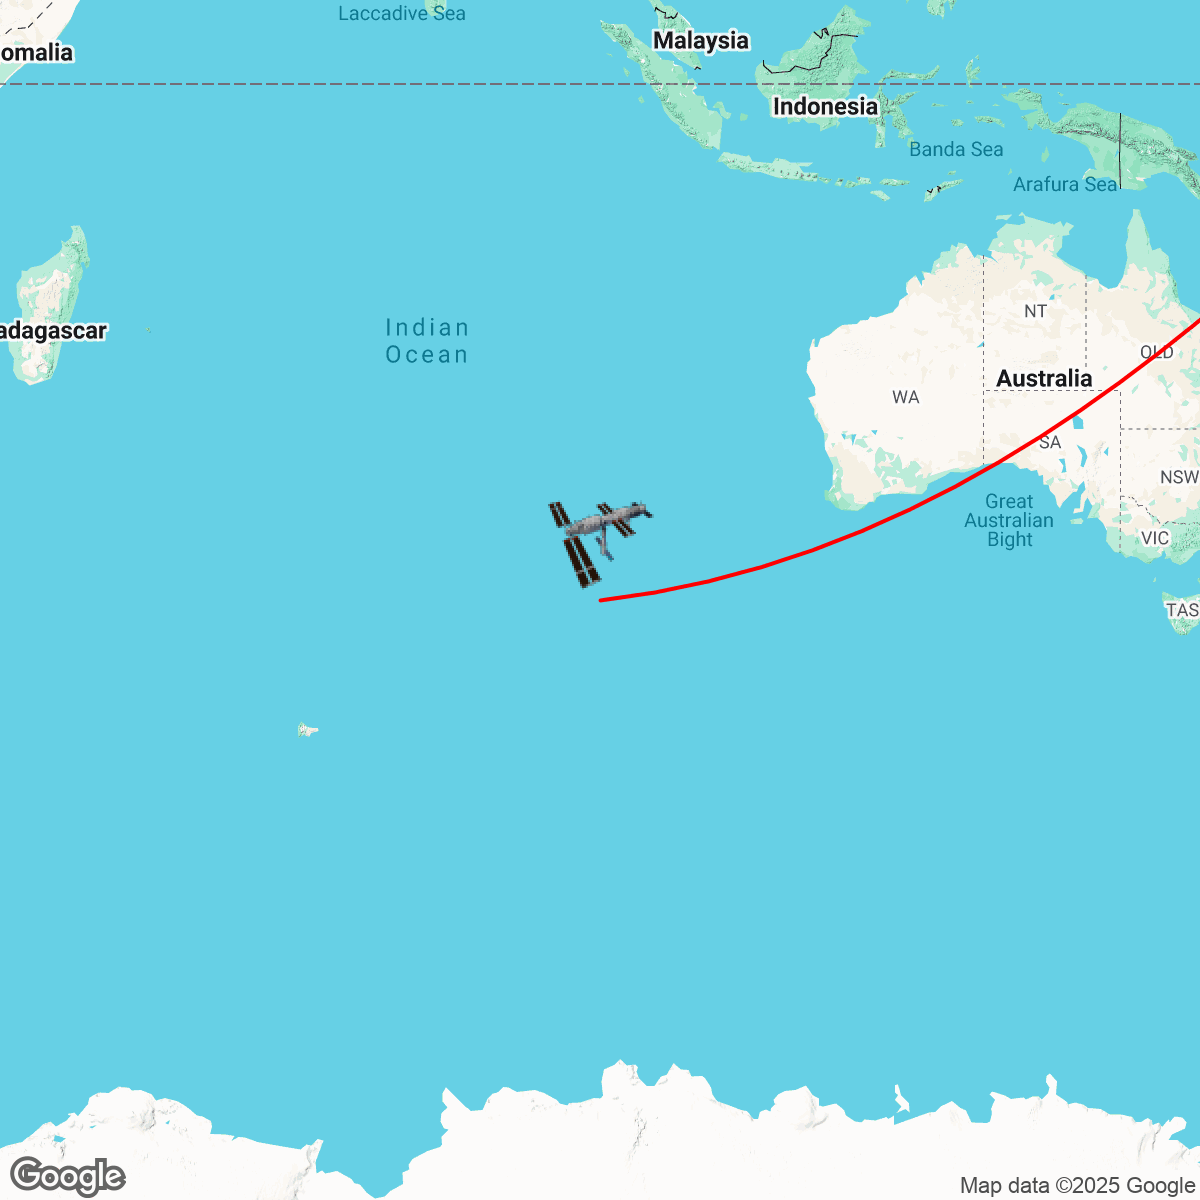 Laccadive Sea
omalia
Malaysia
Indonesia
Banda Sea
Arafura Sea
adagascar
Indian
Ocean
NT
QLD
Australia
WA
SA
NSW
Great
Australian
Bight
VIC
TAS
Google
Map data ©2025 Google